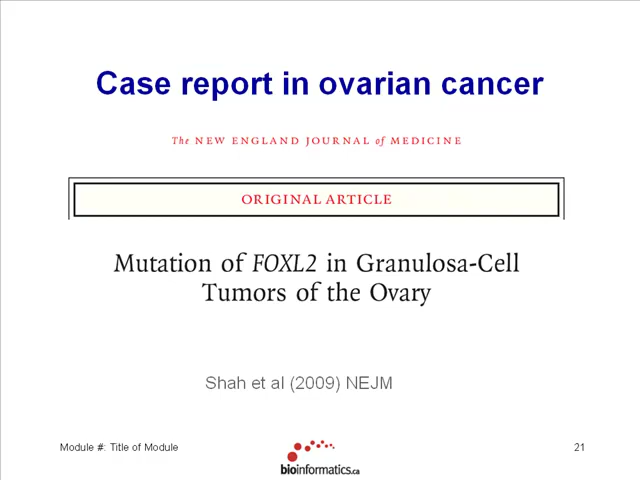 Case report in ovarian cancer
The NEW ENGLAND JOURNAL of MEDICINE
ORIGINAL ARTICLE
Mutation of FOXL2 in Granulosa-Cell
Tumors of the Ovary
Shah et al (2009) NEJM
Module #: Title of Module
bioinformatics.ca
21